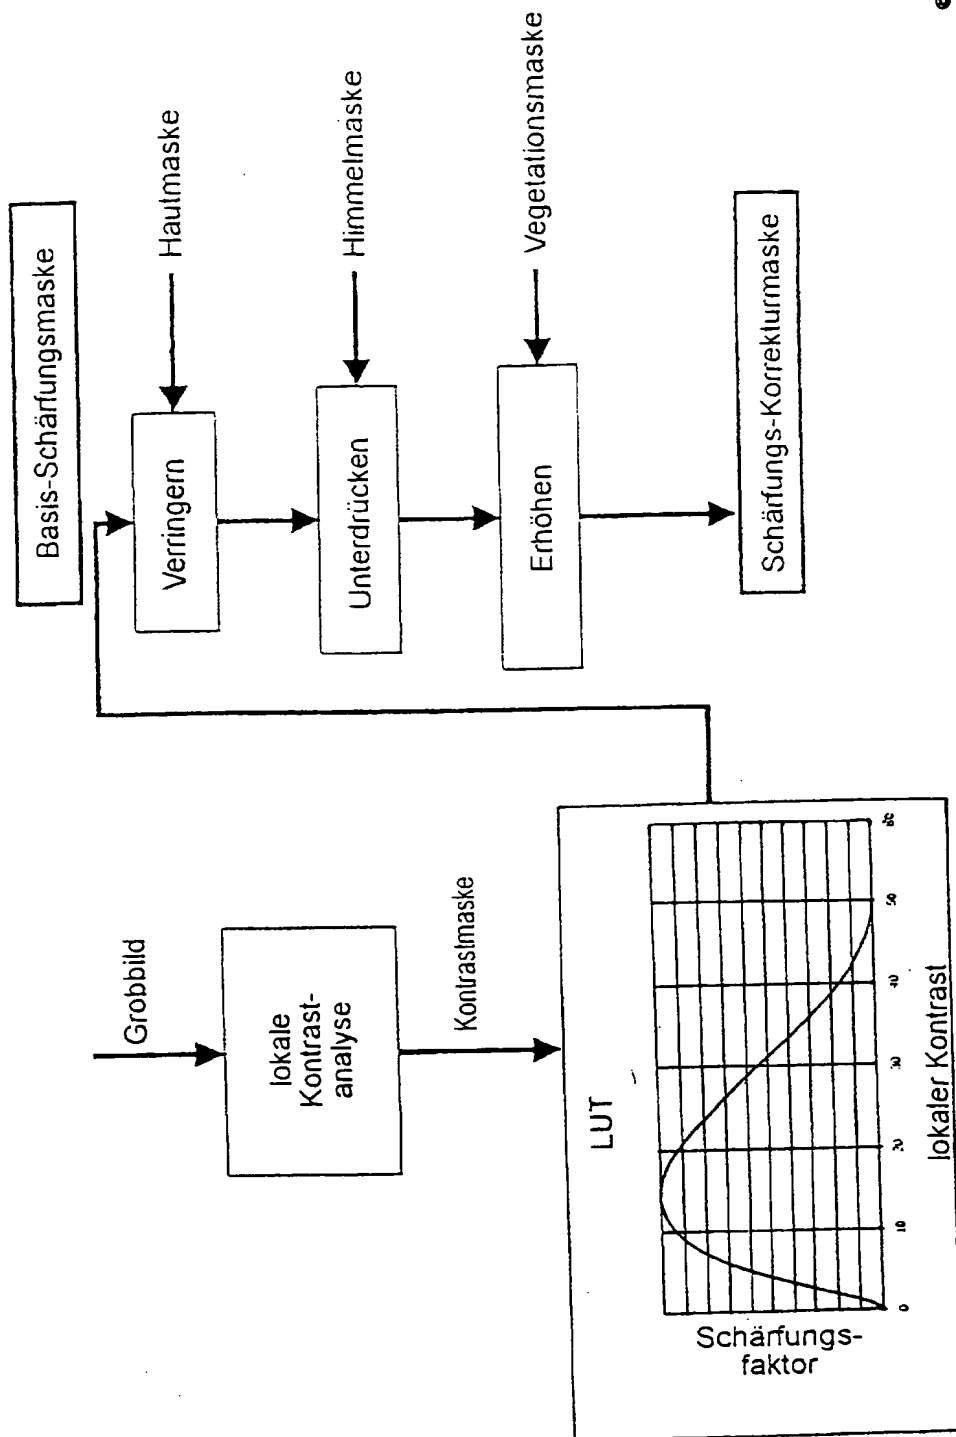 Grobbild
lokale
Kontrast-
analyse
Kontrastmaske
LUT
Schärfungs-
faktor
0
10
20
30
40
50
60
lokaler Kontrast
Basis-Schärfungsmaske
Verringern
Hautmaske
Unterdrücken
Himmelmaske
Erhöhen
Vegetationsmaske
Schärfungs-Korrekturmaske